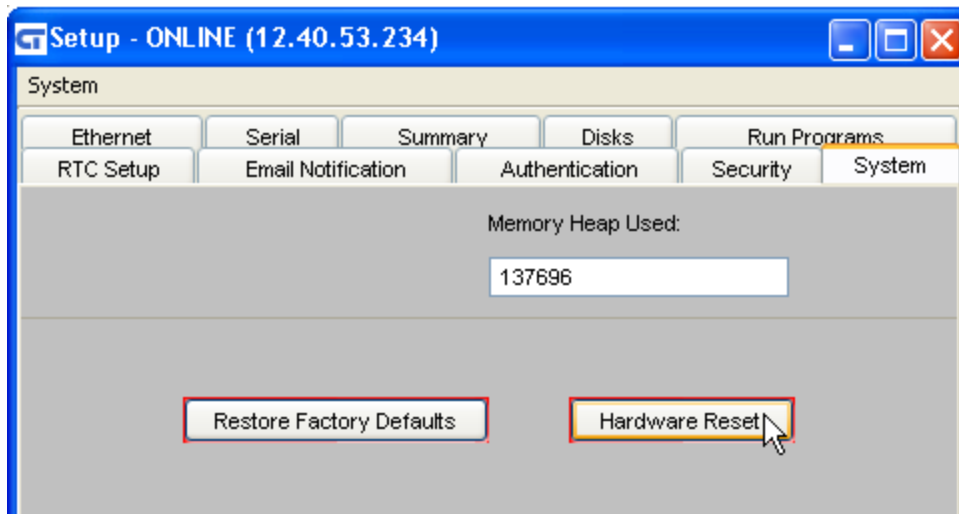 GT Setup - ONLINE (12.40.53.234)
System
Ethernet Serial Summary Disks Run Programs
RTC Setup Email Notification Authentication Security System
Memory Heap Used:
137696
Restore Factory Defaults Hardware Reset